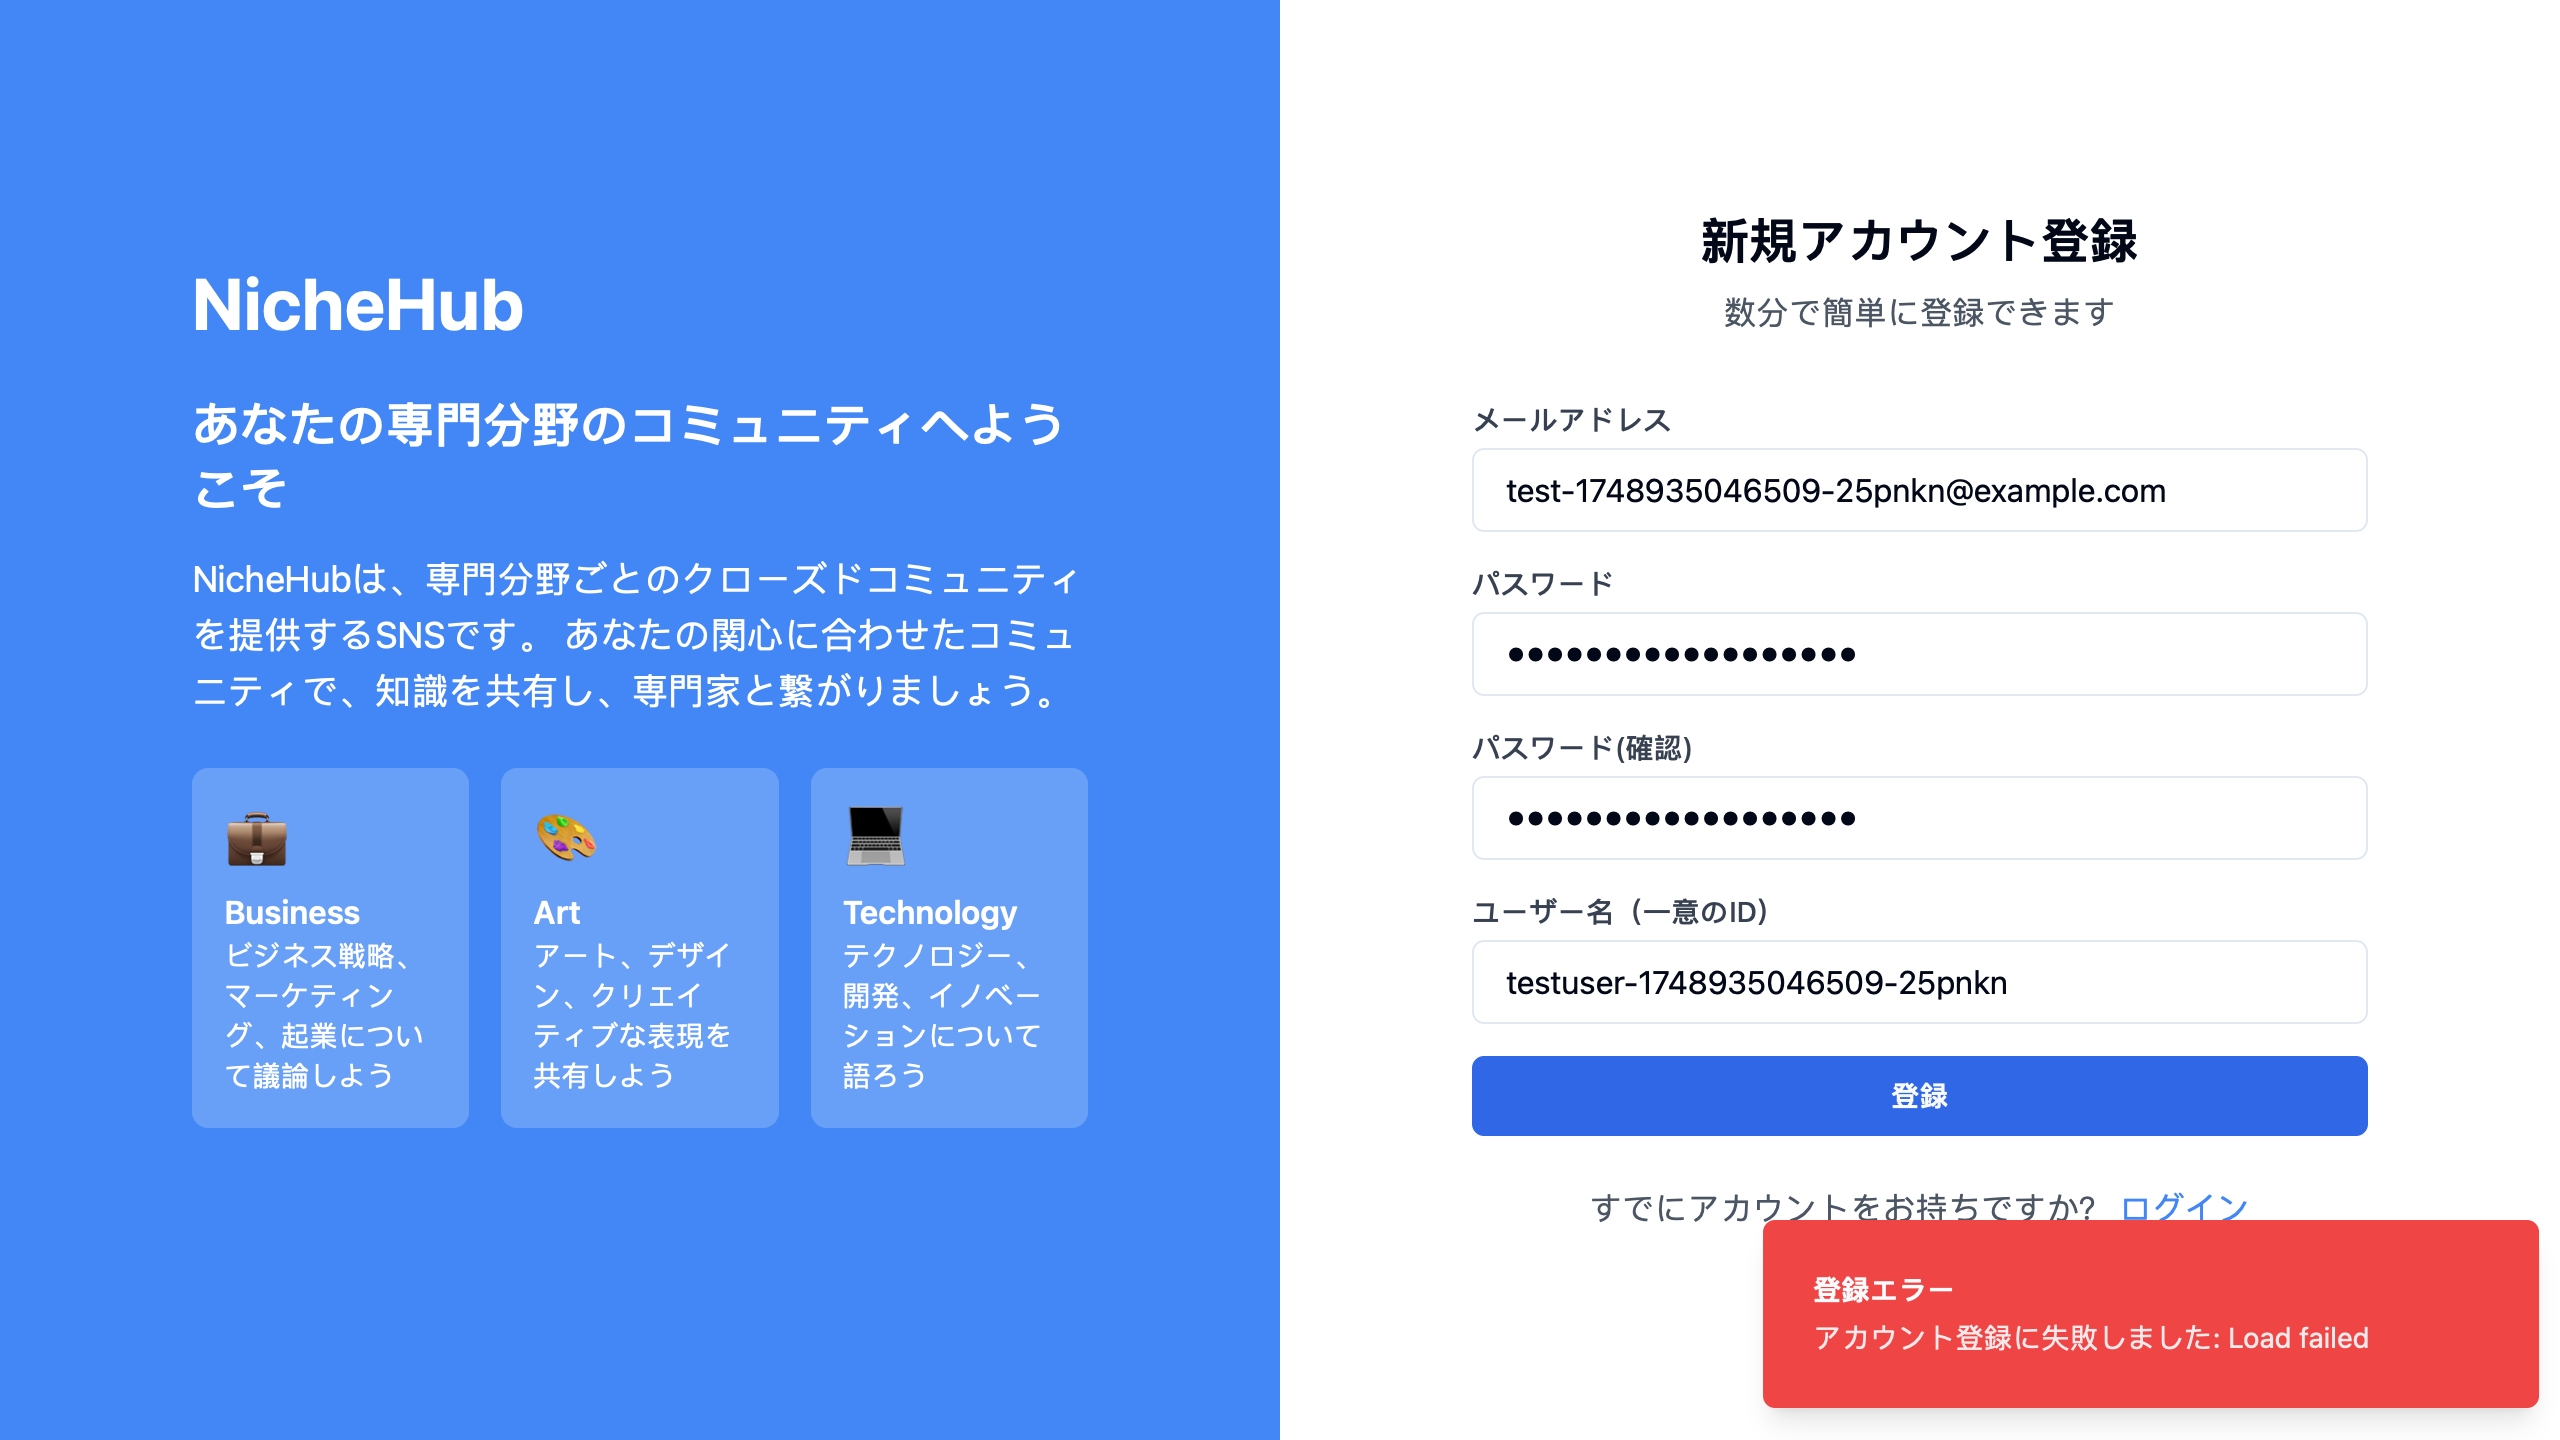 NicheHub
あなたの専門分野のコミュニティへよう
こそ
NicheHubは、専門分野ごとのクローズドコミュニティ
を提供するSNSです。 あなたの関心に合わせたコミュ
ニティで、知識を共有し、専門家と繋がりましょう。
Business
ビジネス戦略、
マーケティン
グ、起業につい
て議論しよう
Art
アート、デザイ
ン、クリエイ
ティブな表現を
共有しよう
Technology
テクノロジー、
開発、イノベー
ションについて
語ろう
新規アカウント登録
数分で簡単に登録できます
メールアドレス
test-1748935046509-25pnkn@example.com
パスワード
••••••••••••••••••
パスワード(確認)
••••••••••••••••••
ユーザー名（一意のID）
testuser-1748935046509-25pnkn
登録
すでにアカウントをお持ちですか? ログイン
登録エラー
アカウント登録に失敗しました: Load failed